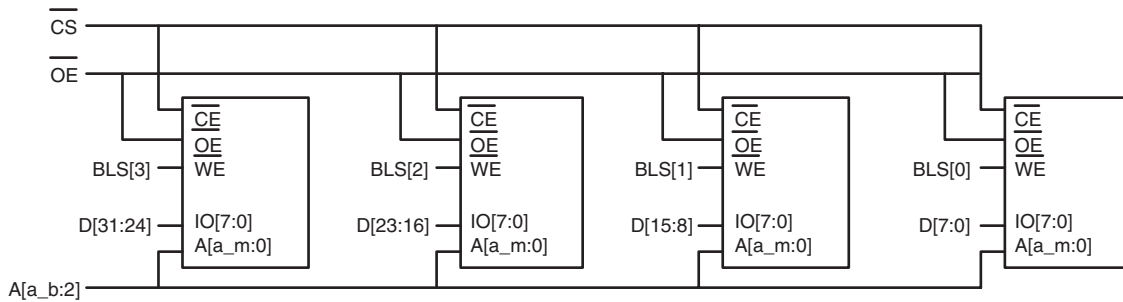 CS
OE
CE
OE
BLS[3] WE
D[31:24] IO[7:0]
A[a_m:0]
CE
OE
BLS[2] WE
D[23:16] IO[7:0]
A[a_m:0]
CE
OE
BLS[1] WE
D[15:8] IO[7:0]
A[a_m:0]
CE
OE
BLS[0] WE
D[7:0] IO[7:0]
A[a_m:0]
A[a_b:2]